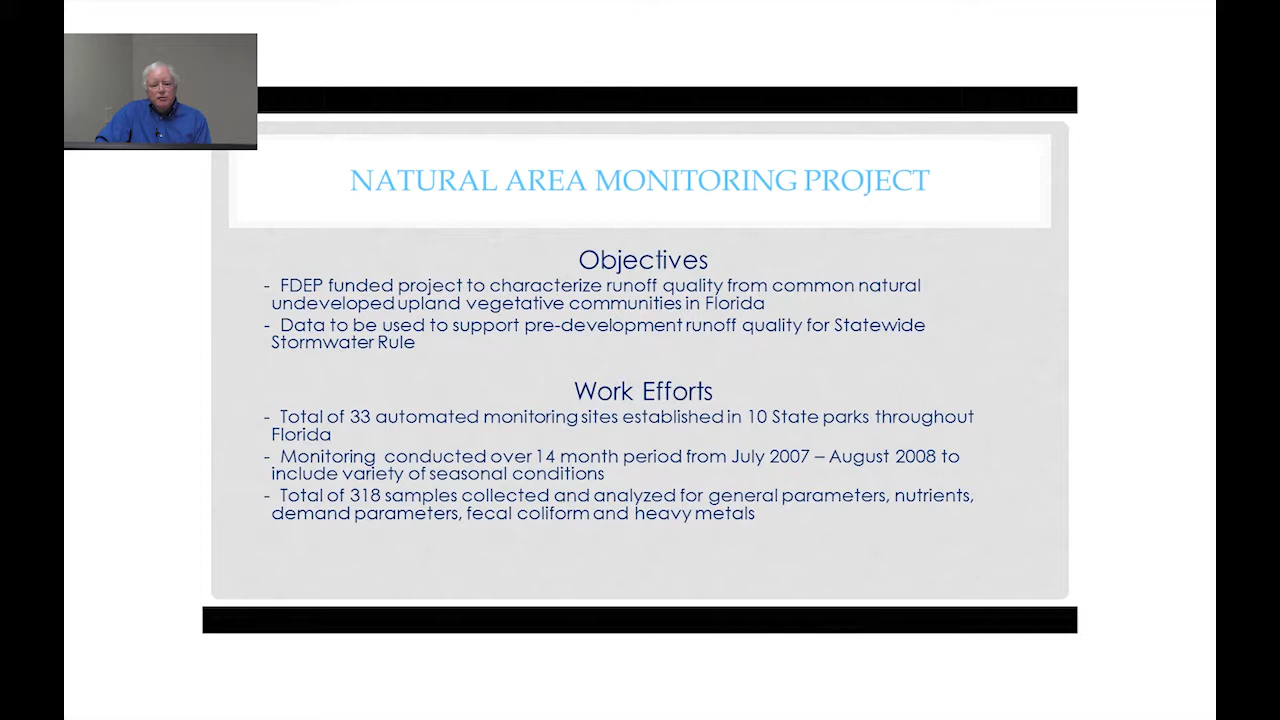 NATURAL AREA MONITORING PROJECT
Objectives
- FDEP funded project to characterize runoff quality from common natural
undeveloped upland vegetative communities in Florida
- Data to be used to support pre-development runoff quality for Statewide
Stormwater Rule
Work Efforts
- Total of 33 automated monitoring sites established in 10 State parks throughout
Florida
- Monitoring conducted over 14 month period from July 2007 – August 2008 to
include variety of seasonal conditions
- Total of 318 samples collected and analyzed for general parameters, nutrients,
demand parameters, fecal coliform and heavy metals